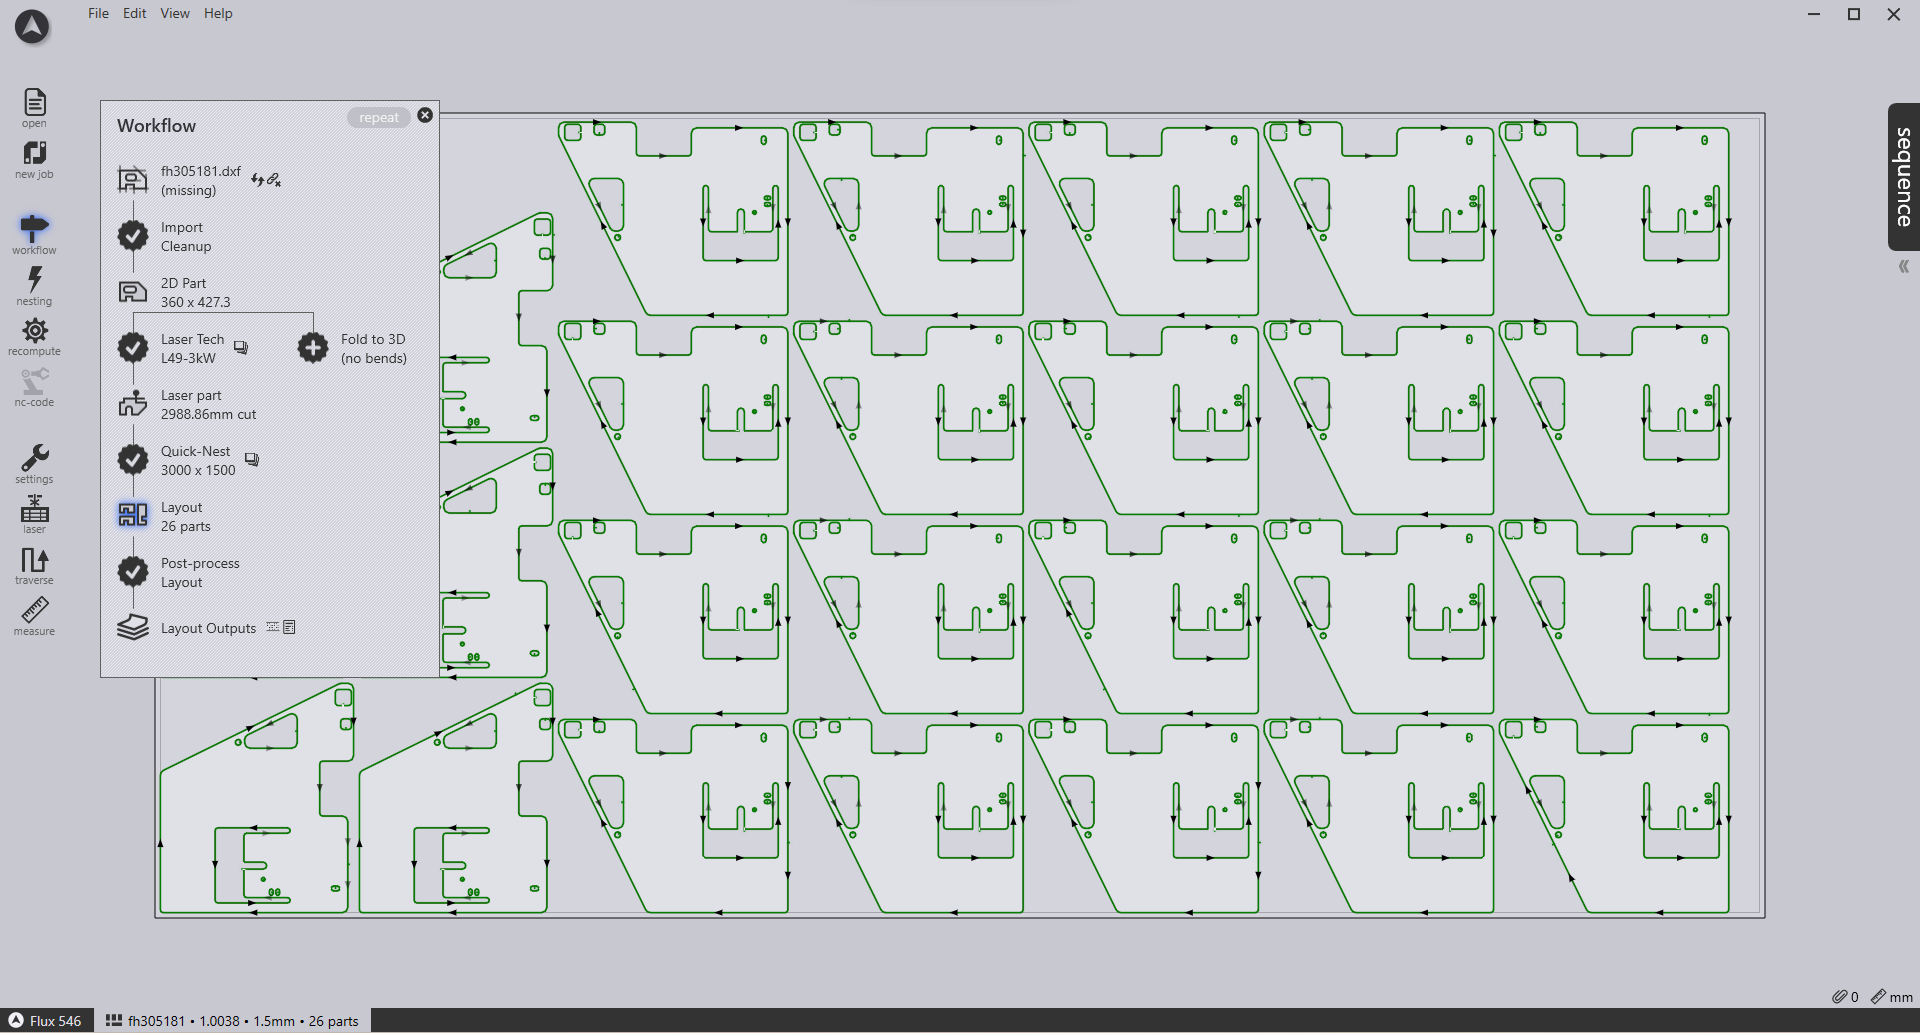 File Edit View Help
open
new job
workflow
nesting
recompute
nc-code
settings
laser
traverse
measure
Workflow
repeat
fh305181.dxf
(missing)
Import
Cleanup
2D Part
360 x 427.3
Laser Tech
L49-3kW
Fold to 3D
(no bends)
Laser part
2988.86mm cut
Quick-Nest
3000 x 1500
Layout
26 parts
Post-process
Layout
Layout Outputs
sequence
0 mm
Flux 546
fh305181 • 1.0038 • 1.5mm • 26 parts